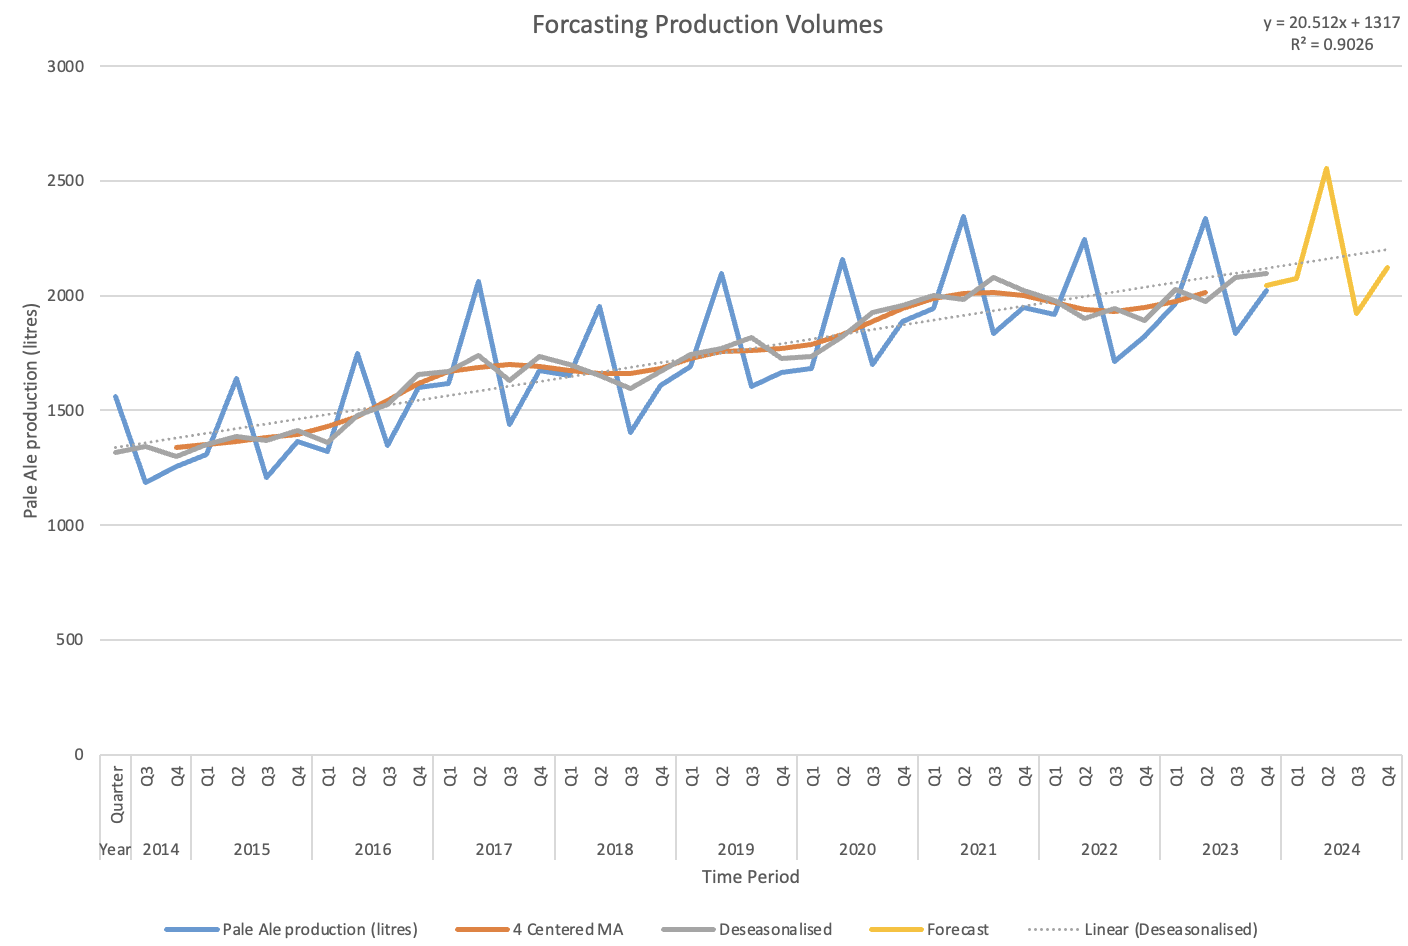 Forcasting Production Volumes
y = 20.512x + 1317
R² = 0.9026
3000
2500
2000
1500
1000
500
0
Pale Ale production (litres)
Quarter Q3 Q4 Q1 Q2 Q3 Q4 Q1 Q2 Q3 Q4 Q1 Q2 Q3 Q4 Q1 Q2 Q3 Q4 Q1 Q2 Q3 Q4 Q1 Q2 Q3 Q4 Q1 Q2 Q3 Q4 Q1 Q2 Q3 Q4 Q1 Q2 Q3 Q4 Q1 Q2 Q3 Q4
Year 2014 2015 2016 2017 2018 2019 2020 2021 2022 2023 2024
Time Period
Pale Ale production (litres) 4 Centered MA Deseasonalised Forecast Linear (Deseasonalised)